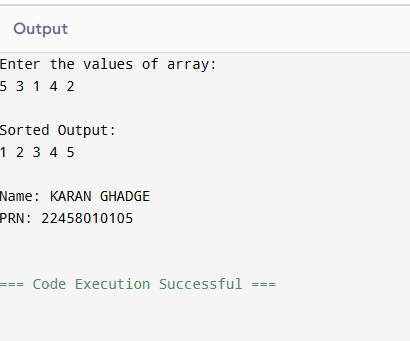 Output
Enter the values of array:
5 3 1 4 2
Sorted Output:
1 2 3 4 5
Name: KARAN GHADGE
PRN: 22458010105
=== Code Execution Successful ===